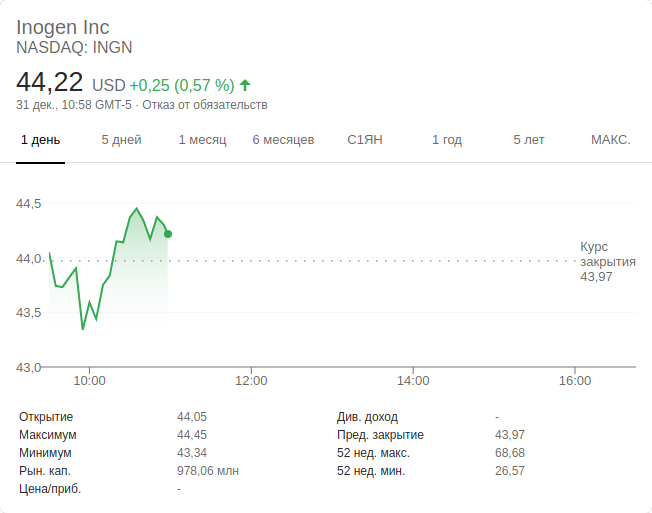 Inogen Inc
NASDAQ: INGN
44,22 USD +0,25 (0,57 %)
31 дек., 10:58 GMT-5 · Отказ от обязательств
1 день 5 дней 1 месяц 6 месяцев С1ЯН 1 год 5 лет МАКС.
44,5
44,0
43,5
43,0
Курс
закрытия
43,97
10:00 12:00 14:00 16:00
Открытие 44,05 Див. доход -
Максимум 44,45 Пред. закрытие 43,97
Минимум 43,34 52 нед. макс. 68,68
Рын. кап. 978,06 млн 52 нед. мин. 26,57
Цена/приб. -